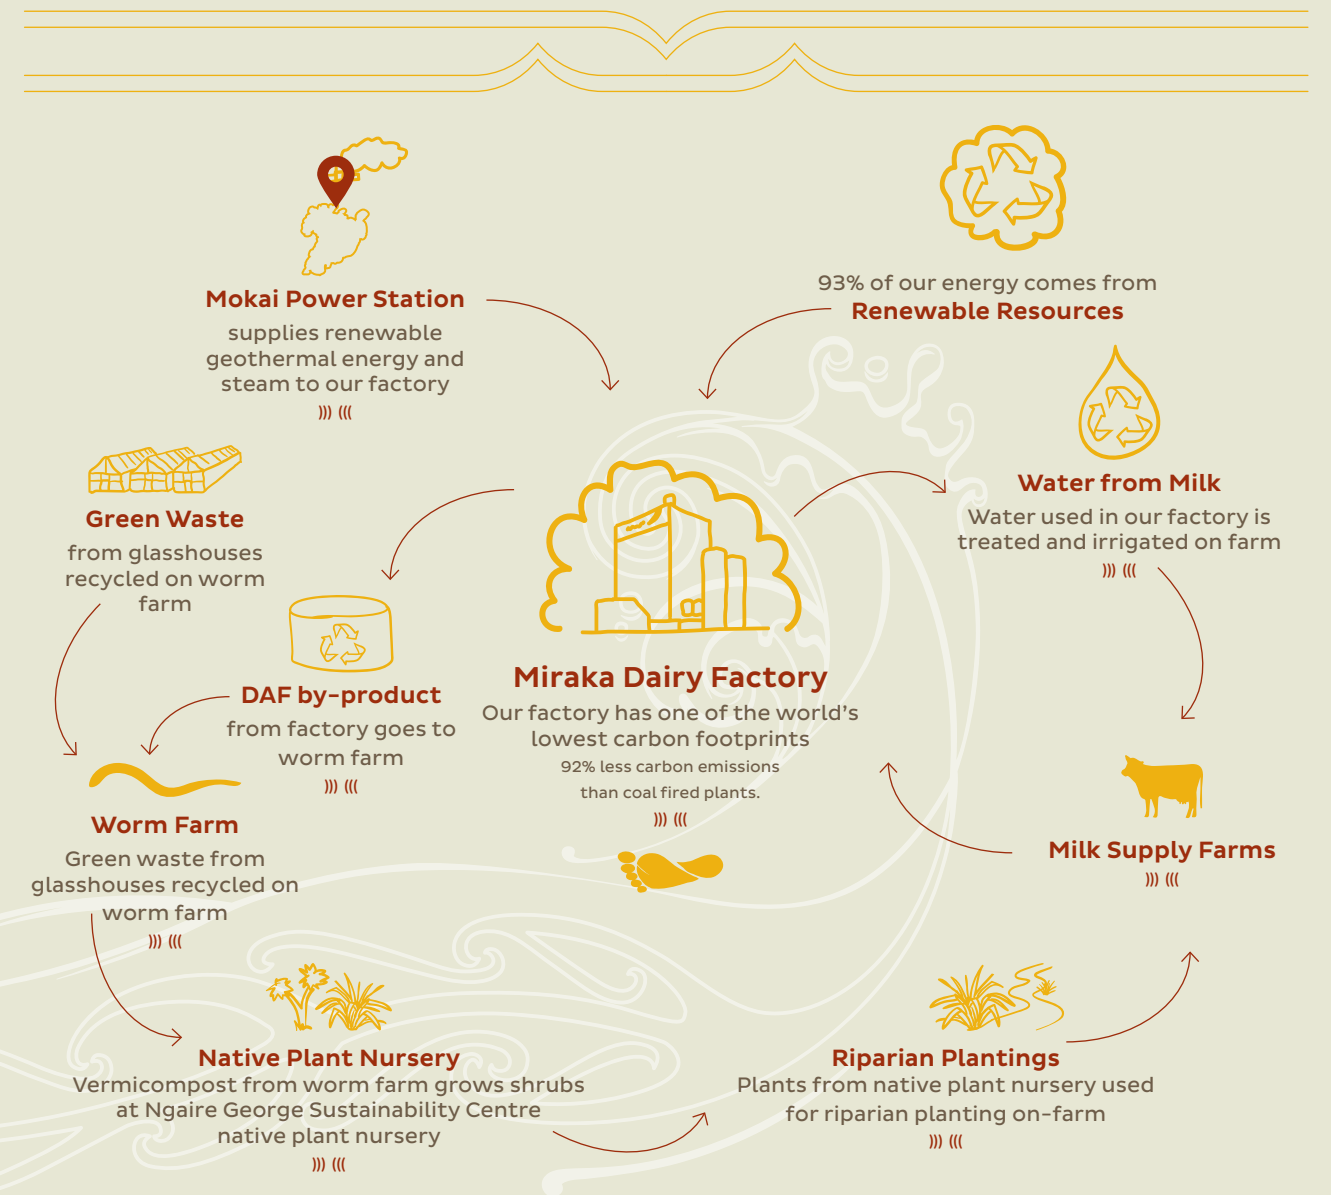 Mokai Power Station
supplies renewable
geothermal energy and
steam to our factory
93% of our energy comes from
Renewable Resources
Water from Milk
Water used in our factory is
treated and irrigated on farm
Green Waste
from glasshouses
recycled on worm
farm
DAF by-product
from factory goes to
worm farm
Miraka Dairy Factory
Our factory has one of the world's
lowest carbon footprints
92% less carbon emissions
than coal fired plants.
Worm Farm
Green waste from
glasshouses recycled on
worm farm
Milk Supply Farms
Native Plant Nursery
Vermicompost from worm farm grows shrubs
at Ngaire George Sustainability Centre
native plant nursery
Riparian Plantings
Plants from native plant nursery used
for riparian planting on-farm